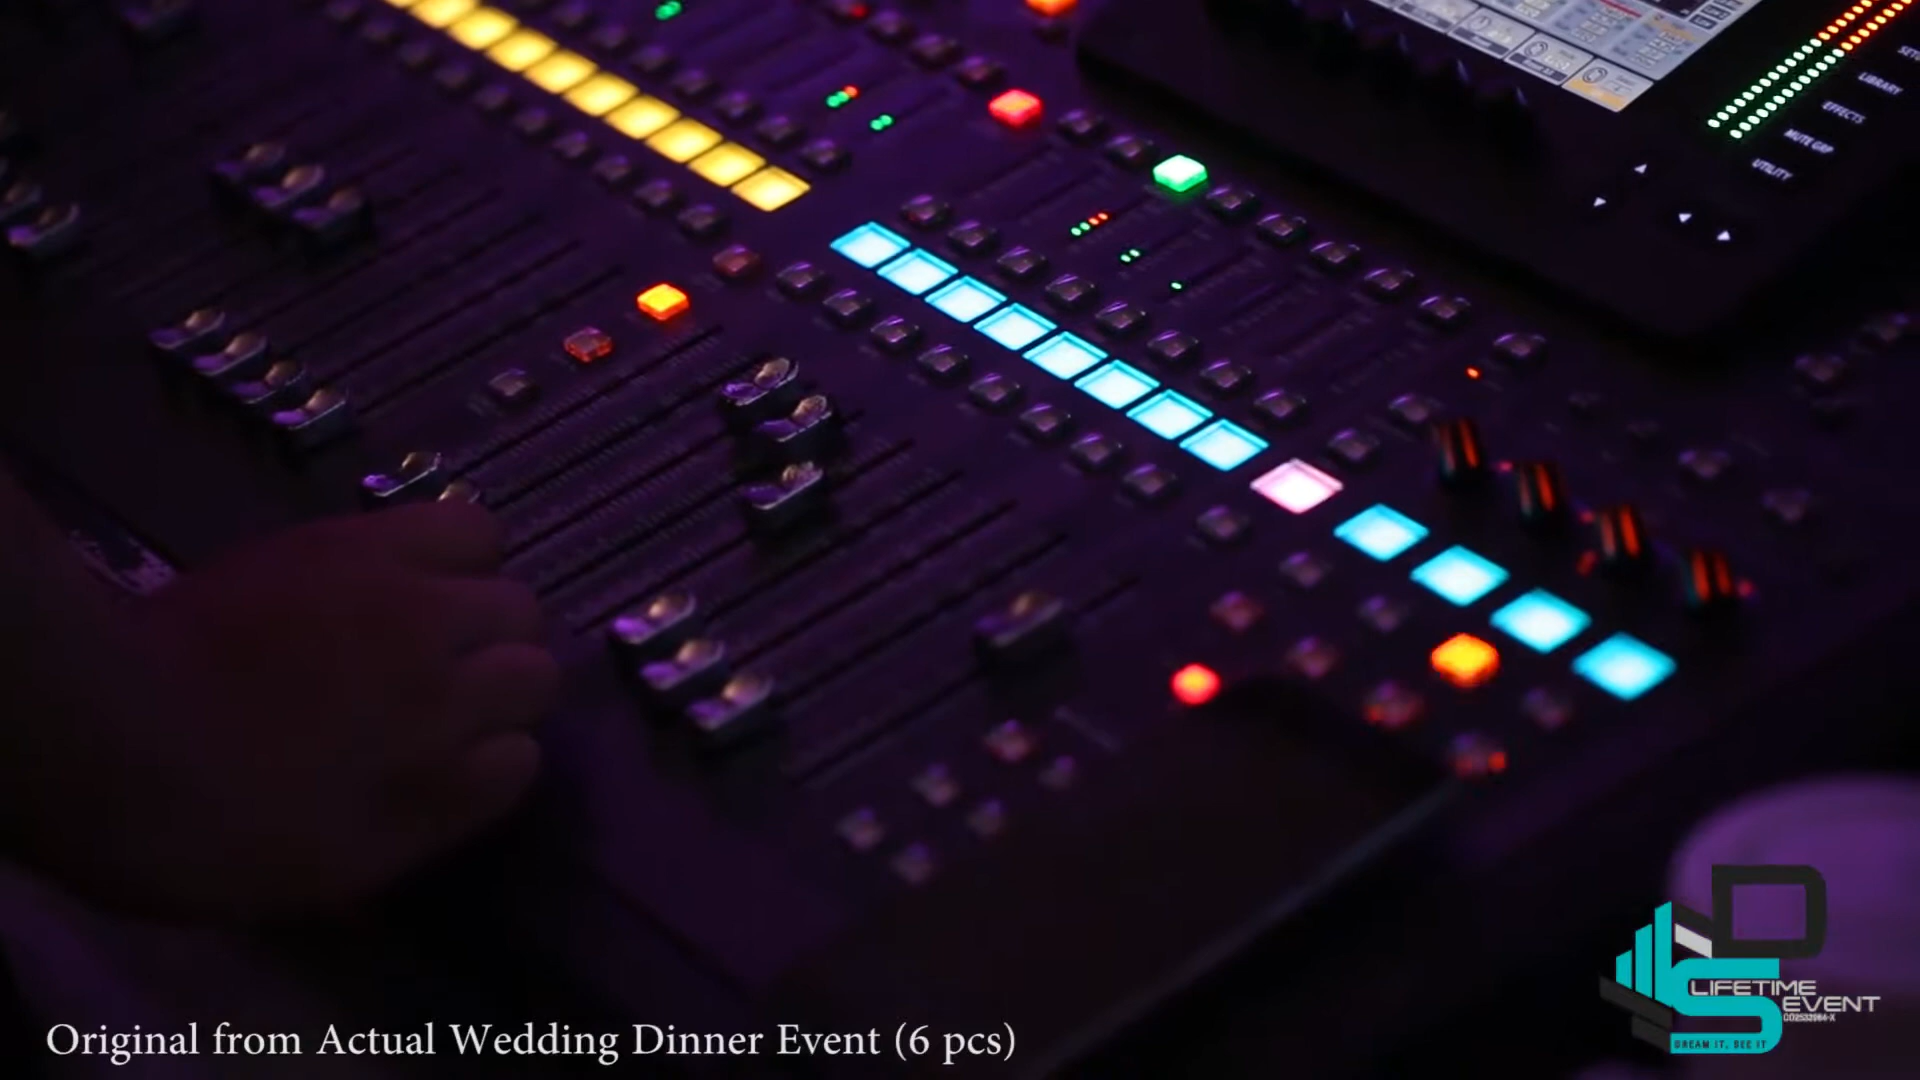 LIBRARY
EFFECTS
MUTE GRP
UTILITY
Original from Actual Wedding Dinner Event (6 pcs)
DS
LIFETIME
EVENT
DREAM IT, SEE IT